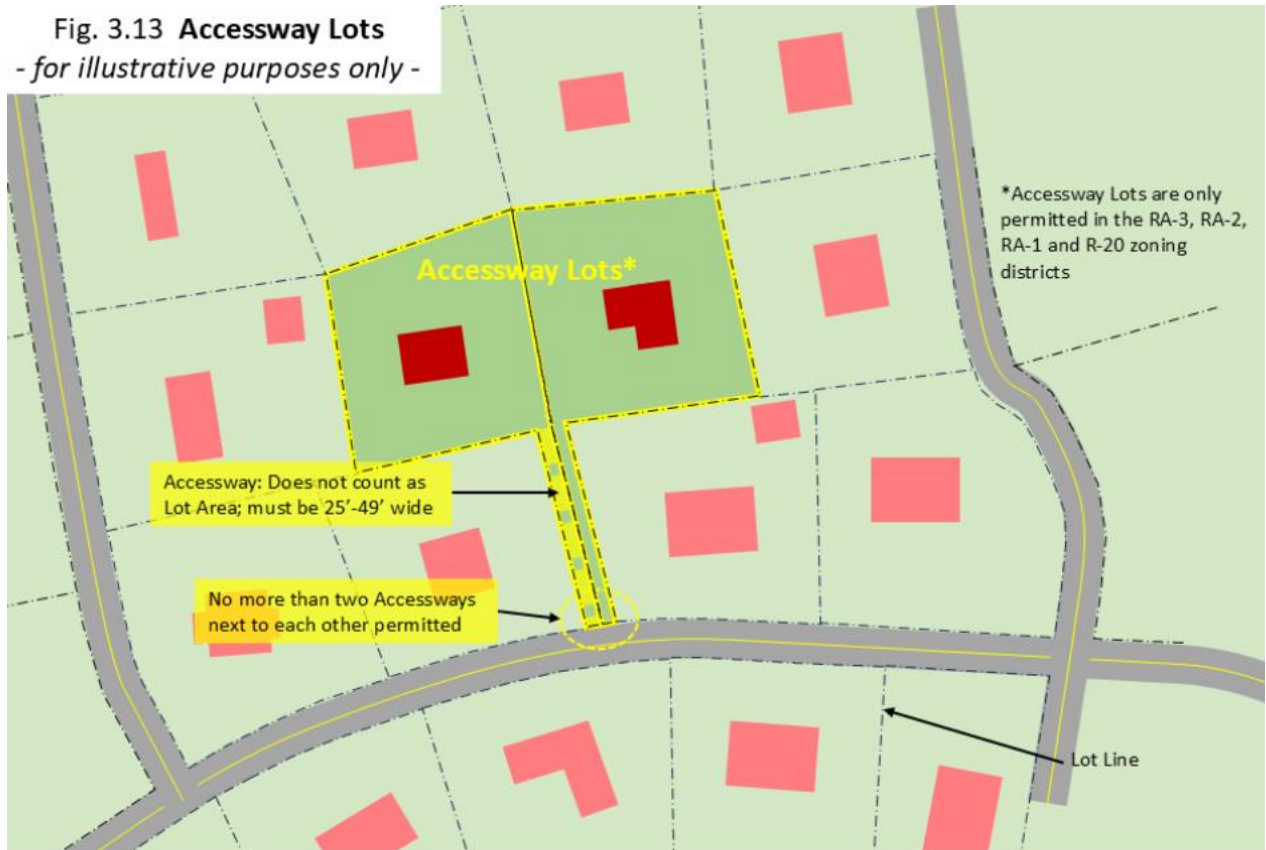 Fig. 3.13 Accessway Lots
- for illustrative purposes only -
*Accessway Lots are only
permitted in the RA-3, RA-2,
RA-1 and R-20 zoning
districts
Accessway Lots*
Accessway: Does not count as
Lot Area; must be 25’-49’ wide
No more than two Accessways
next to each other permitted
Lot Line